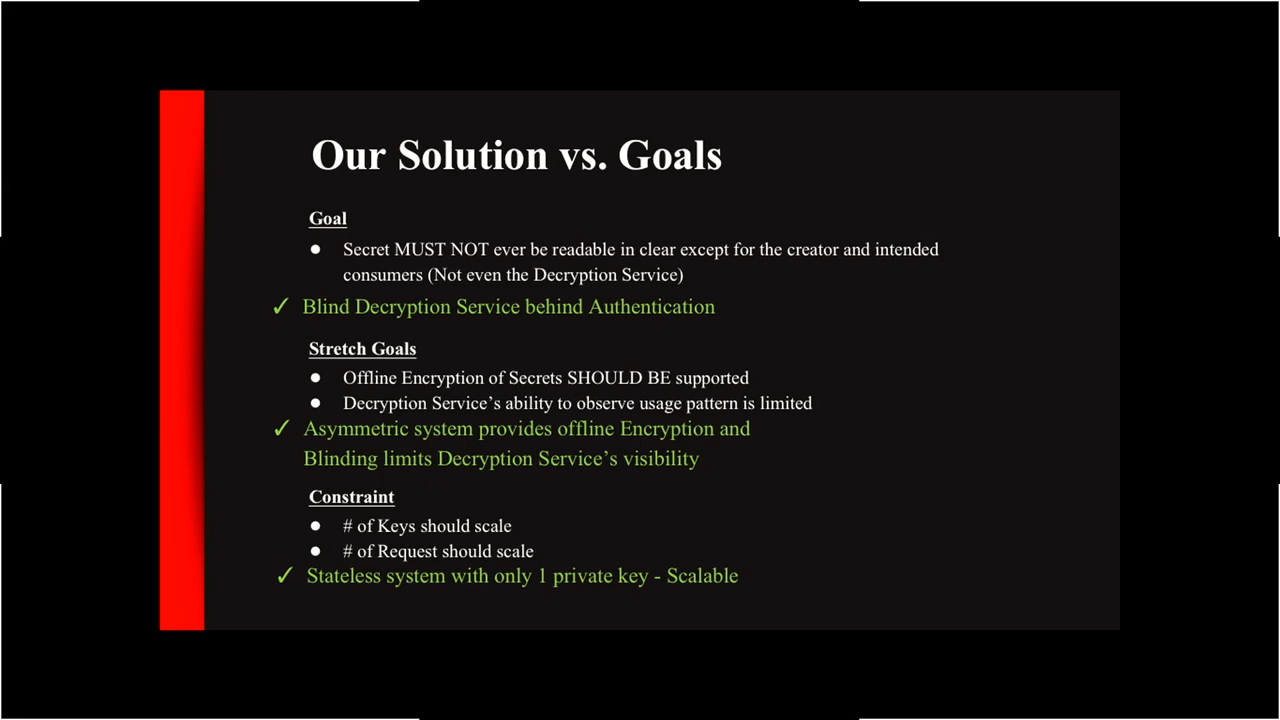 Our Solution vs. Goals
Goal
● Secret MUST NOT ever be readable in clear except for the creator and intended
consumers (Not even the Decryption Service)
✓ Blind Decryption Service behind Authentication
Stretch Goals
● Offline Encryption of Secrets SHOULD BE supported
● Decryption Service’s ability to observe usage pattern is limited
✓ Asymmetric system provides offline Encryption and
Blinding limits Decryption Service’s visibility
Constraint
● # of Keys should scale
● # of Request should scale
✓ Stateless system with only 1 private key - Scalable